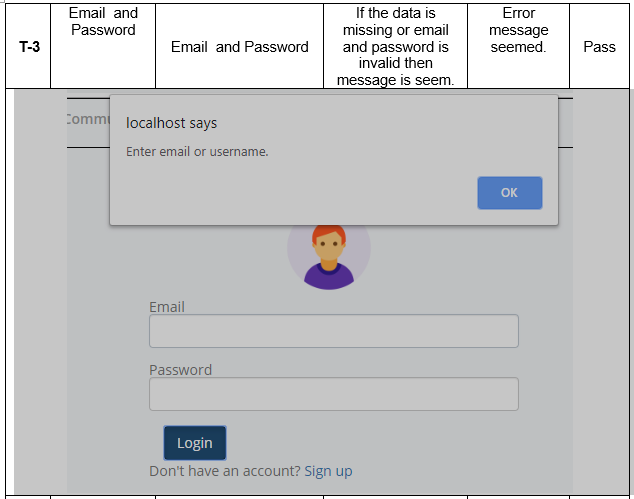 T-3
Email and
Password
Email and Password
If the data is
missing or email
and password is
invalid then
message is seem.
Error
message
seemed.
Pass
Commu
localhost says
Enter email or username.
OK
Email
Password
Login
Don't have an account? Sign up